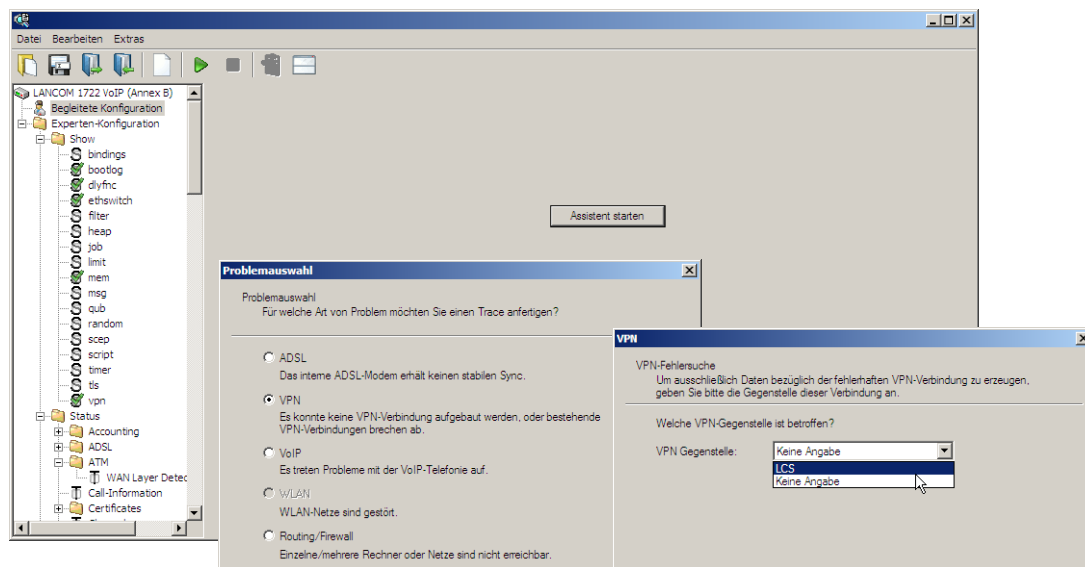 Datei Bearbeiten Extras
LANCOM 1722 VoIP (Annex B)
Begleitete Konfiguration
Experten-Konfiguration
Show
bindings
bootlog
dlyfnc
ethswitch
filter
heap
job
limit
mem
msg
qub
random
scep
script
timer
tls
vpn
Status
Accounting
ADSL
ATM
WAN Layer Detec
Call-Information
Certificates
Assistent starten
Problemauswahl
Problemauswahl
Für welche Art von Problem möchten Sie einen Trace anfertigen?
ADSL
Das interne ADSL-Modem erhält keinen stabilen Sync.
VPN
Es konnte keine VPN-Verbindung aufgebaut werden, oder bestehende
VPN-Verbindungen brechen ab.
VoIP
Es treten Probleme mit der VoIP-Telefonie auf.
WLAN
WLAN-Netze sind gestört.
Routing/Firewall
Einzelne/mehrere Rechner oder Netze sind nicht erreichbar.
VPN
VPN-Fehlersuche
Um ausschließlich Daten bezüglich der fehlerhaften VPN-Verbindung zu erzeugen,
geben Sie bitte die Gegenstelle dieser Verbindung an.
Welche VPN-Gegenstelle ist betroffen?
VPN Gegenstelle: Keine Angabe
LCS
Keine Angabe